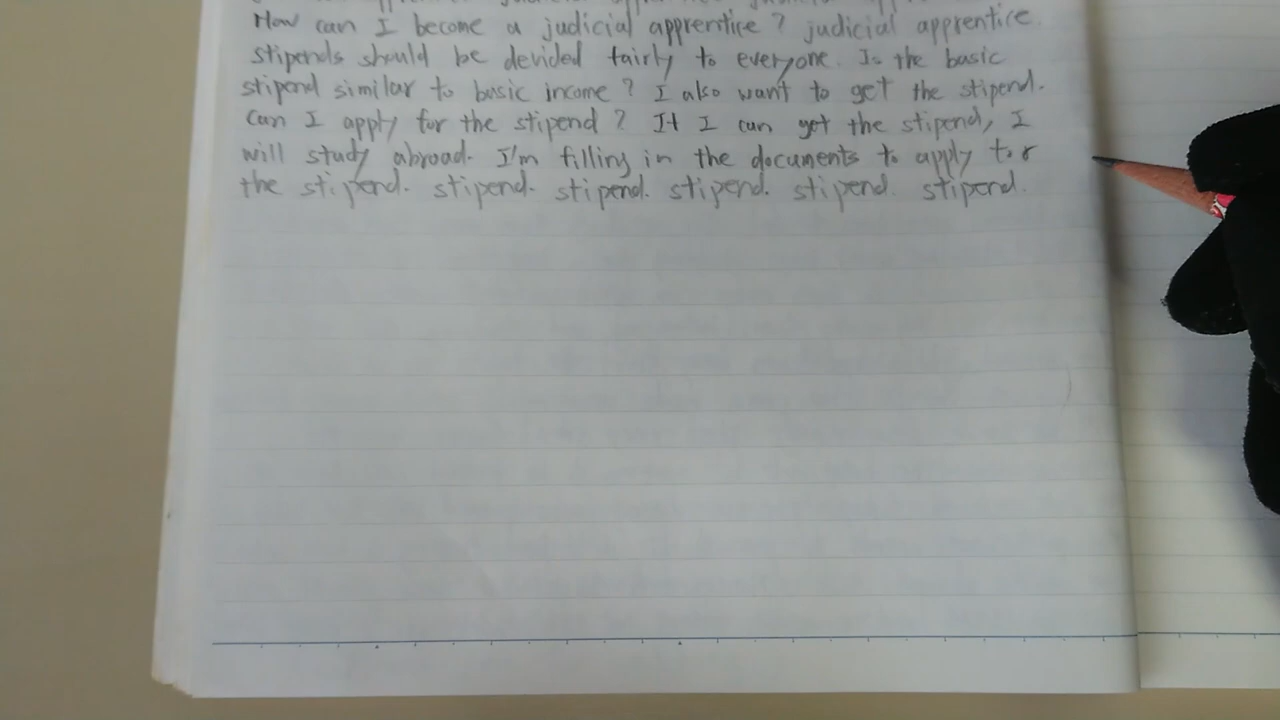 How can I become a judicial apprentice? judicial apprentice
stipends should be devided fairly to everyone. Is the basic
stipend similar to basic income? I also want to get the stipend.
Can I apply for the stipend? If I can get the stipend, I
will study abroad. I'm filling in the documents to apply for
the stipend. stipend. stipend. stipend. stipend. stipend.